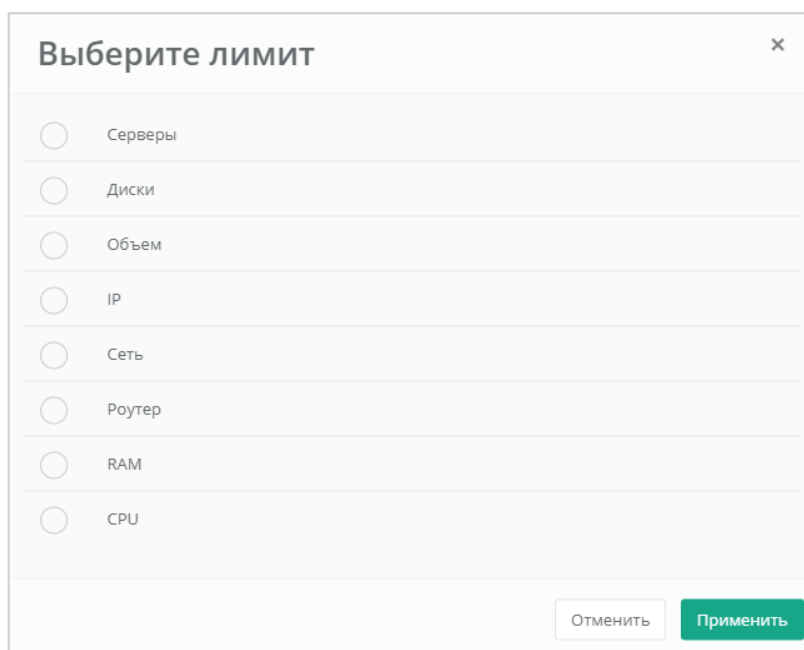 Выберите лимит ×
Серверы
Диски
Объем
IP
Сеть
Роутер
RAM
CPU
Отменить Применить